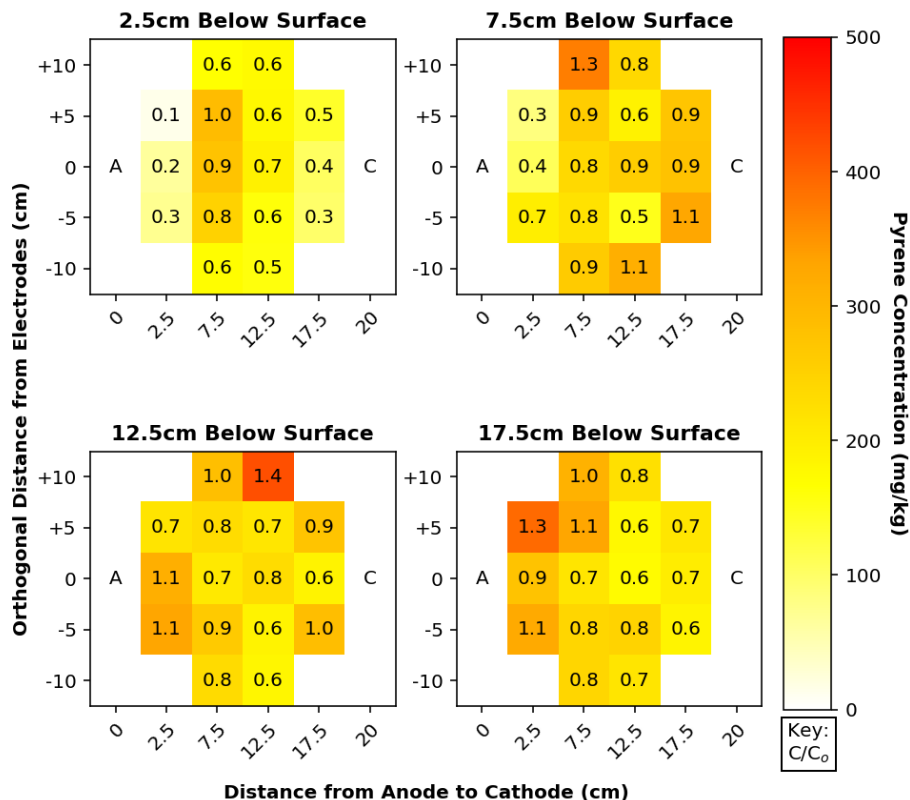 2.5cm Below Surface
+10 0.6 0.6
+5 0.1 1.0 0.6 0.5
0 A 0.2 0.9 0.7 0.4 C
-5 0.3 0.8 0.6 0.3
-10 0.6 0.5
0 2.5 7.5 12.5 17.5 20
7.5cm Below Surface
+10 1.3 0.8
+5 0.3 0.9 0.6 0.9
0 A 0.4 0.8 0.9 0.9 C
-5 0.7 0.8 0.5 1.1
-10 0.9 1.1
0 2.5 7.5 12.5 17.5 20
12.5cm Below Surface
+10 1.0 1.4
+5 0.7 0.8 0.7 0.9
0 A 1.1 0.7 0.8 0.6 C
-5 1.1 0.9 0.6 1.0
-10 0.8 0.6
0 2.5 7.5 12.5 17.5 20
17.5cm Below Surface
+10 1.0 0.8
+5 1.3 1.1 0.6 0.7
0 A 0.9 0.7 0.6 0.7 C
-5 1.1 0.8 0.8 0.6
-10 0.8 0.7
0 2.5 7.5 12.5 17.5 20
Orthogonal Distance from Electrodes (cm)
Distance from Anode to Cathode (cm)
500
400
300
200
100
0
Pyrene Concentration (mg/kg)
Key:
C/Co